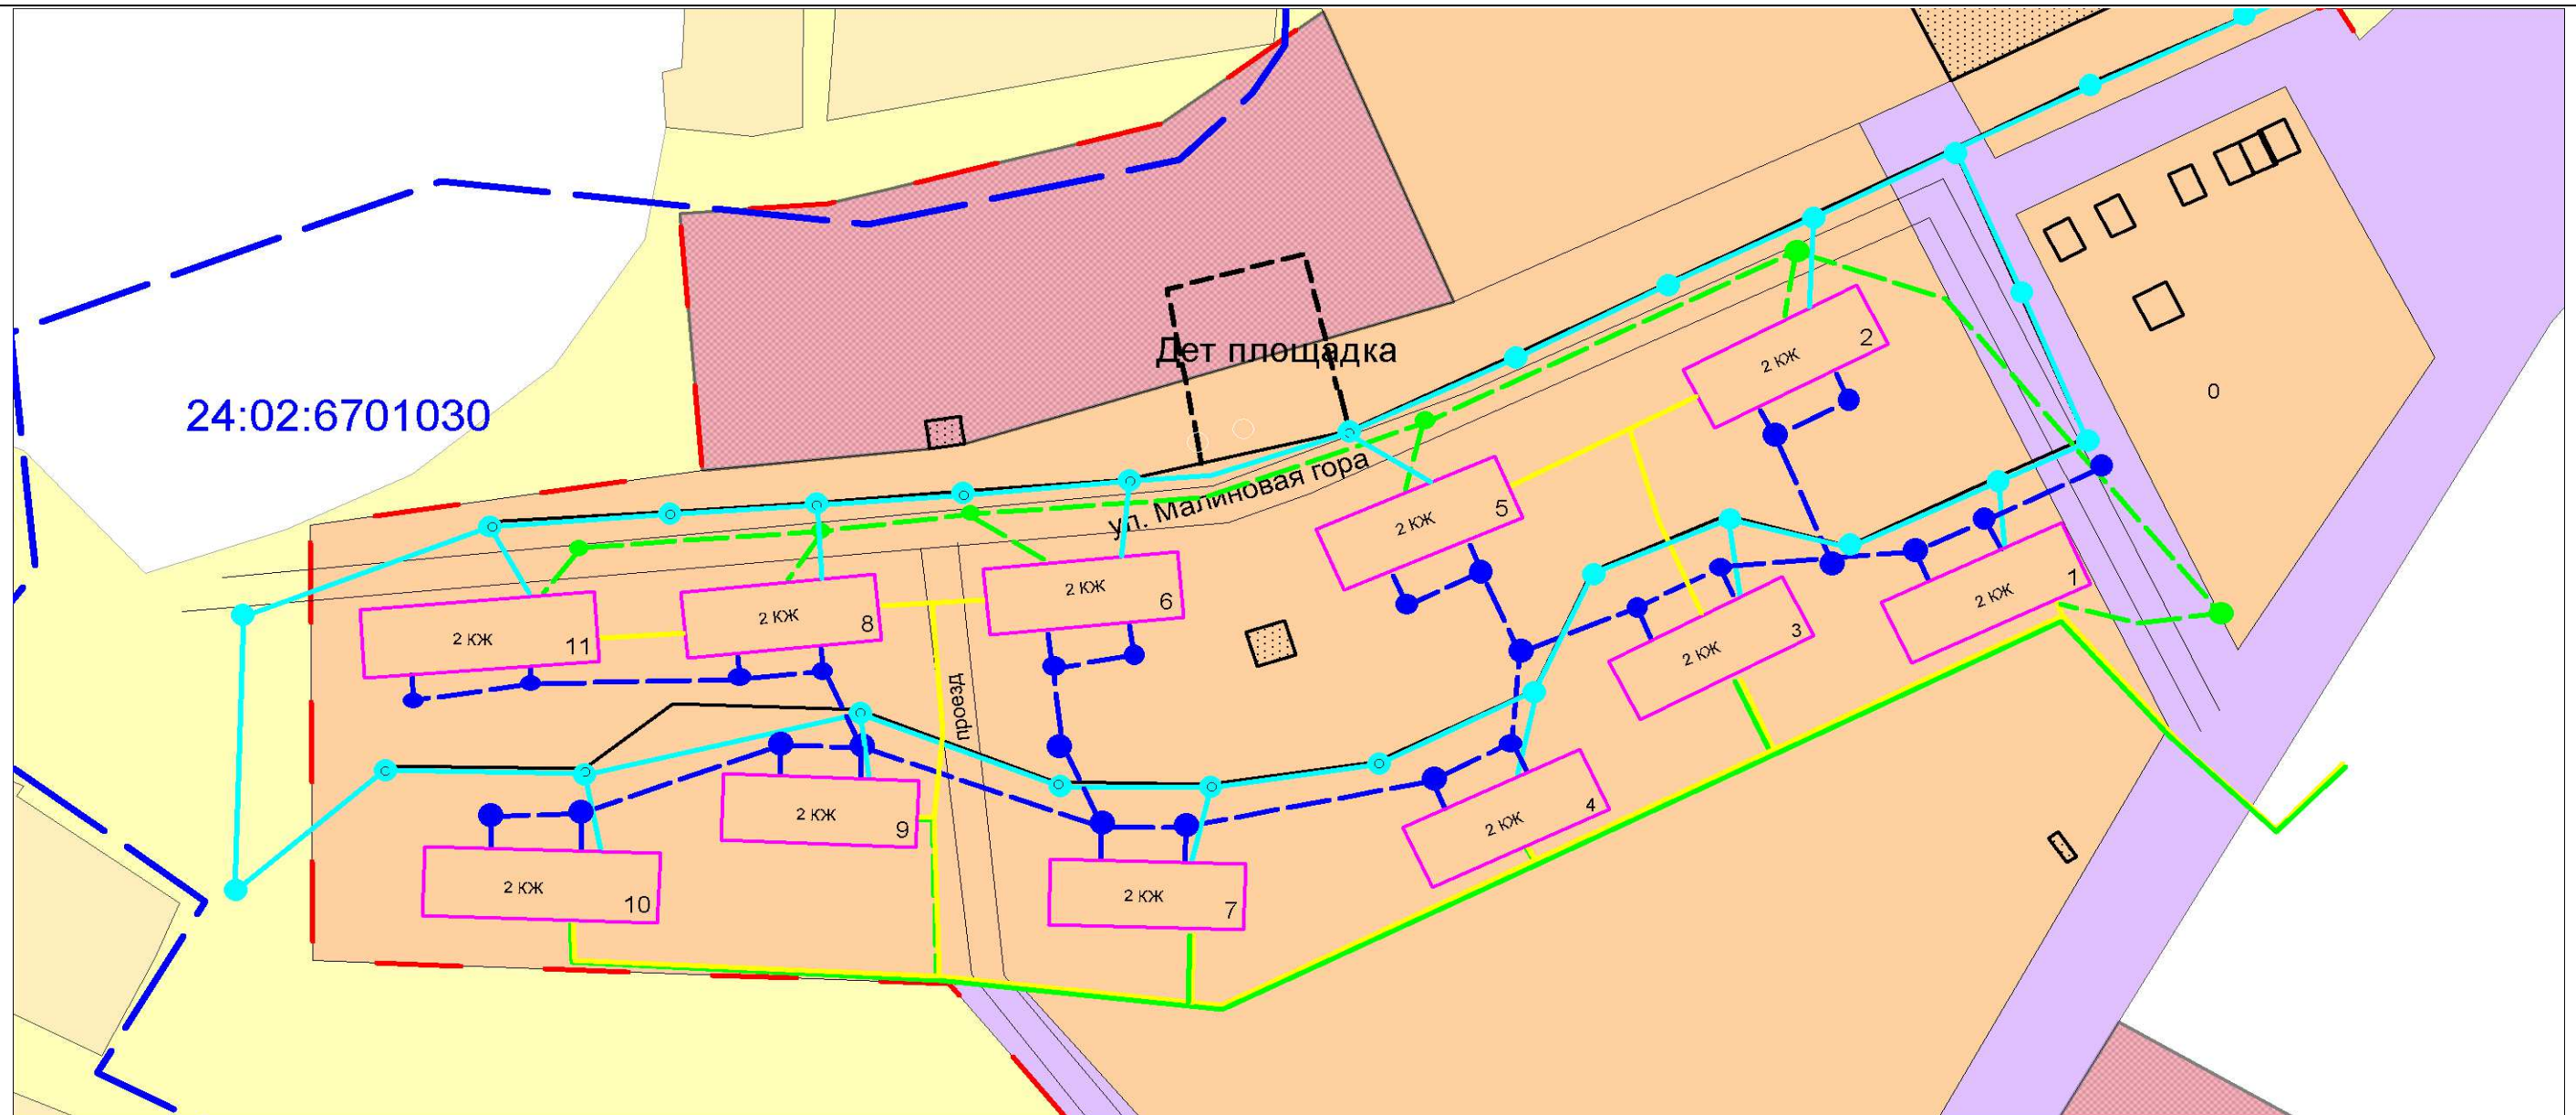 24:02:6701030
Дет площадка
ул. Малиновая гора
проезд
0
2 КЖ
2
2 КЖ
5
2 КЖ
6
2 КЖ
8
2 КЖ
11
2 КЖ
1
2 КЖ
3
2 КЖ
4
2 КЖ
9
2 КЖ
10
2 КЖ
7